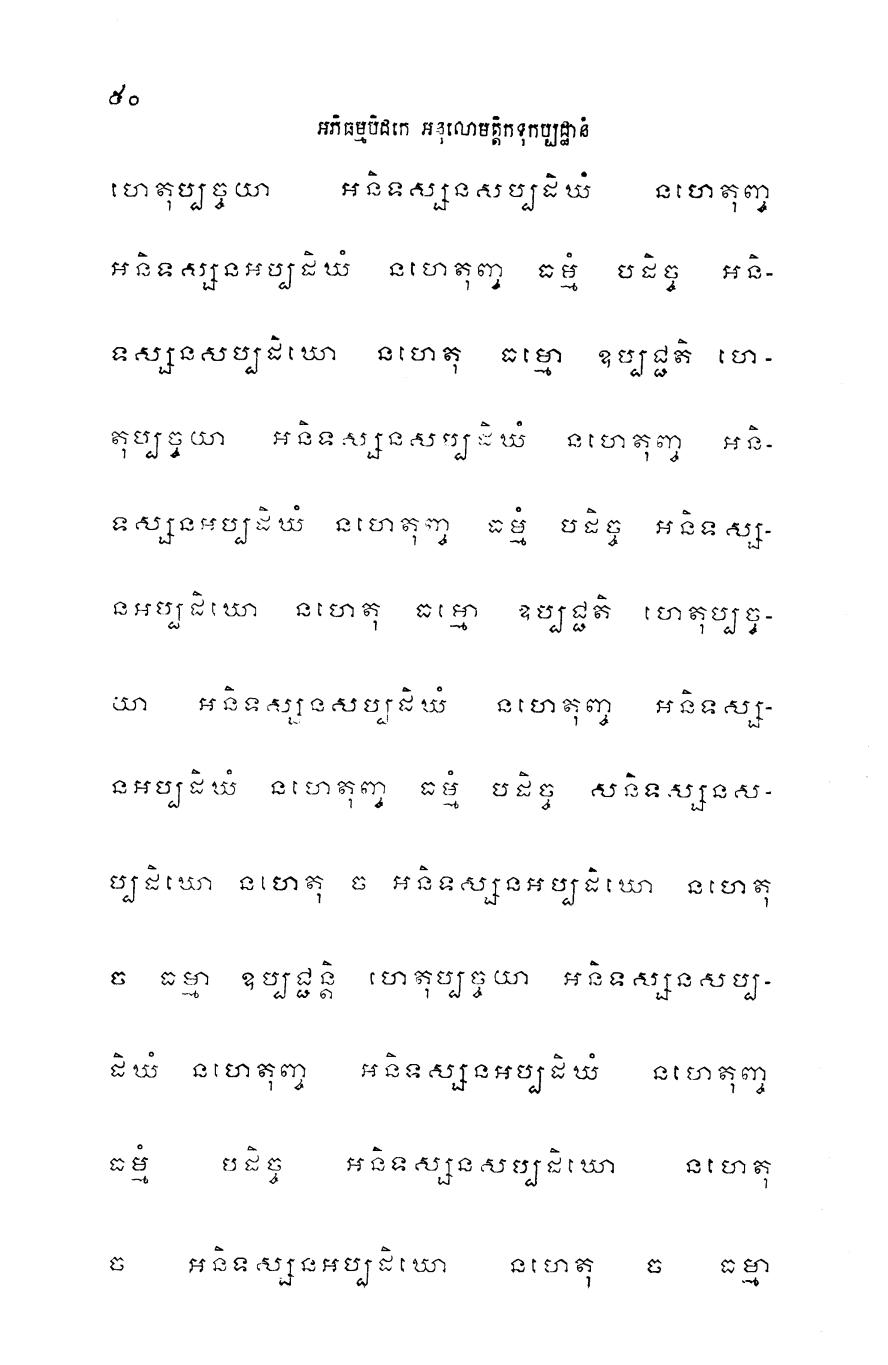 ៥០
អភិធម្មបិដកេ អនុលោមត្តិកទុកប្បដ្ឋានំ
ហេតុប្បច្ចយា អនិទស្សនសប្បដិឃំ នហេតុញ្ច
អនិទស្សនអប្បដិឃំ នហេតុញ្ច ធម្មំ បដិច្ច អនិ-
ទស្សនសប្បដិឃោ នហេតុ ធម្មោ ឧប្បជ្ជតិ ហេ-
តុប្បច្ចយា អនិទស្សនសប្បដិឃំ នហេតុញ្ច អនិ-
ទស្សនអប្បដិឃំ នហេតុញ្ច ធម្មំ បដិច្ច អនិទស្ស-
នអប្បដិឃោ នហេតុ ធម្មោ ឧប្បជ្ជតិ ហេតុប្បច្ច-
យា អនិទស្សនសប្បដិឃំ នហេតុញ្ច អនិទស្ស-
នអប្បដិឃំ នហេតុញ្ច ធម្មំ បដិច្ច សនិទស្សនស-
ប្បដិឃោ នហេតុ ច អនិទស្សនអប្បដិឃោ នហេតុ
ច ធម្មា ឧប្បជ្ជន្តិ ហេតុប្បច្ចយា អនិទស្សនសប្ប-
ដិឃំ នហេតុញ្ច អនិទស្សនអប្បដិឃំ នហេតុញ្ច
ធម្មំ បដិច្ច អនិទស្សនសប្បដិឃោ នហេតុ
ច អនិទស្សនអប្បដិឃោ នហេតុ ច ធម្មា